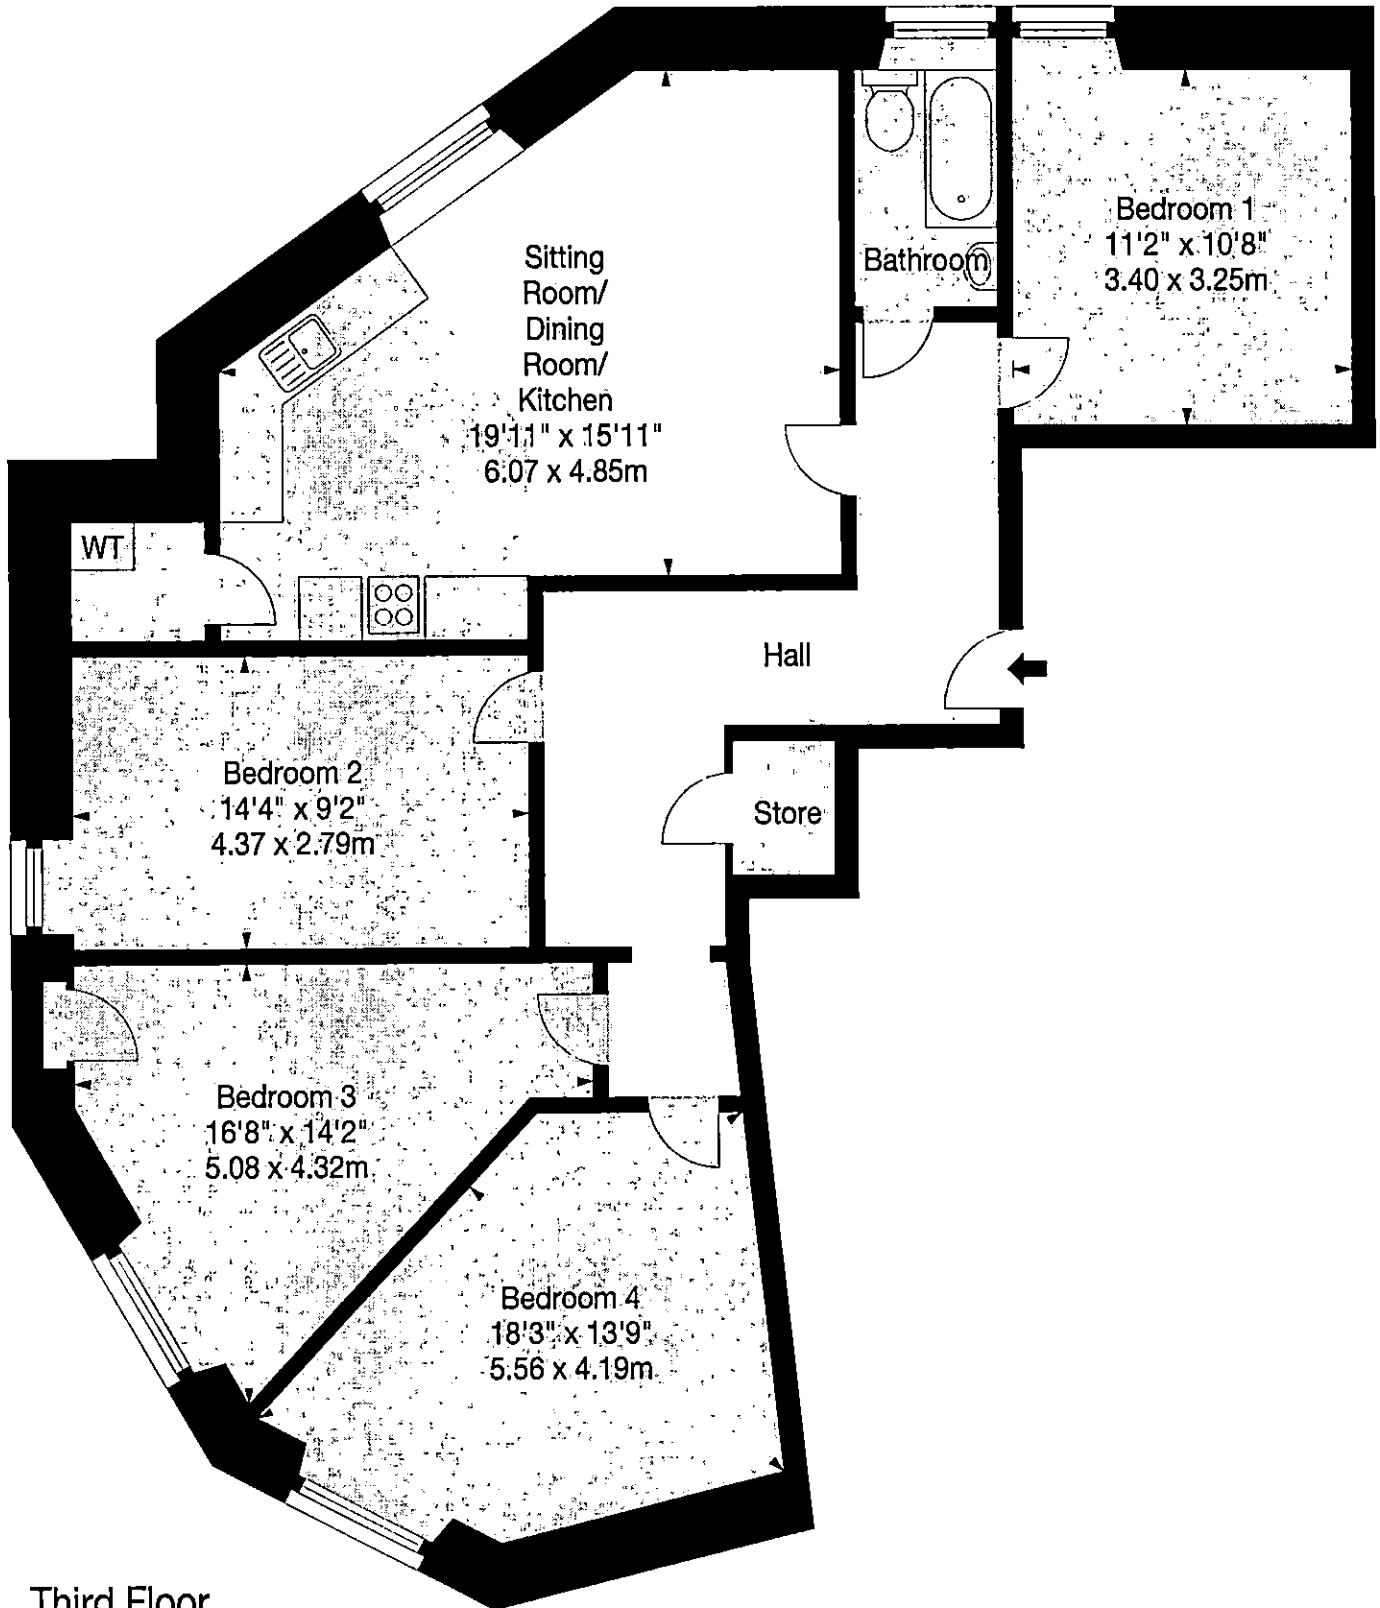 Sitting
Room/
Dining
Room/
Kitchen
19'11" x 15'11"
6.07 x 4.85m
Bathroom
Bedroom 1
11'2" x 10'8"
3.40 x 3.25m
WT
Hall
Bedroom 2
14'4" x 9'2"
4.37 x 2.79m
Store
Bedroom 3
16'8" x 14'2"
5.08 x 4.32m
Bedroom 4
18'3" x 13'9"
5.56 x 4.19m
Third Floor